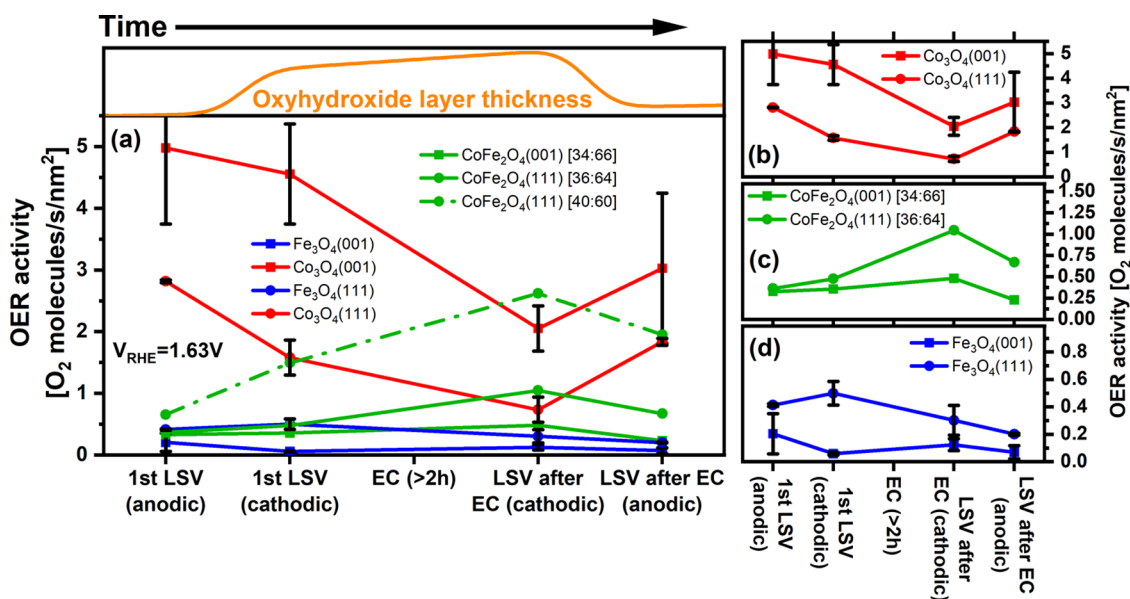 Time
Oxyhydroxide layer thickness
(a)
CoFe₂O₄(001) [34:66]
CoFe₂O₄(111) [36:64]
CoFe₂O₄(111) [40:60]
Fe₃O₄(001)
Co₃O₄(001)
Fe₃O₄(111)
Co₃O₄(111)
V_RHE=1.63V
OER activity
[O₂ molecules/s/nm²]
5
4
3
2
1
0
1st LSV
(anodic)
1st LSV
(cathodic)
EC (>2h)
LSV after
EC (cathodic)
LSV after EC
(anodic)
(b)
Co₃O₄(001)
Co₃O₄(111)
5
4
3
2
1
0
(c)
CoFe₂O₄(001) [34:66]
CoFe₂O₄(111) [36:64]
1.50
1.25
1.00
0.75
0.50
0.25
0.00
(d)
Fe₃O₄(001)
Fe₃O₄(111)
0.8
0.6
0.4
0.2
0.0
OER activity [O₂ molecules/s/nm²]
1st LSV
(anodic)
1st LSV
(cathodic)
EC (>2h)
LSV after
EC (cathodic)
LSV after EC
(anodic)